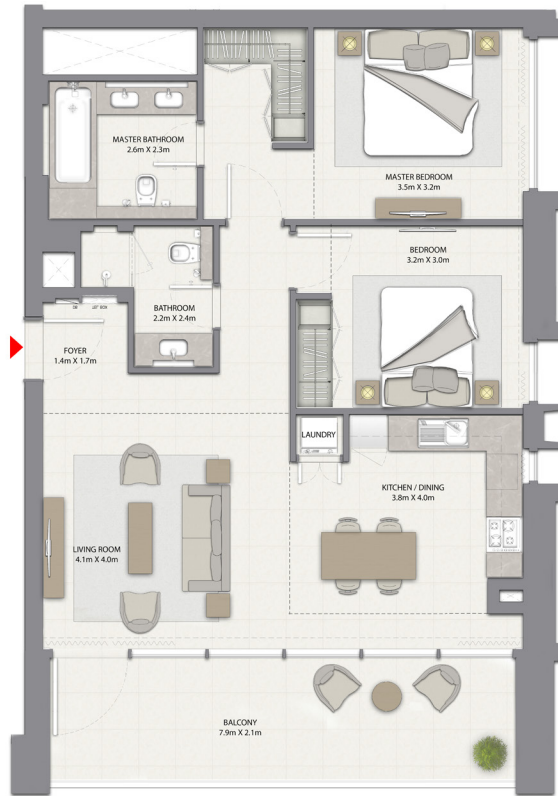 MASTER BATHROOM
2.6m X 2.3m
MASTER BEDROOM
3.5m X 3.2m
BEDROOM
3.2m X 3.0m
BATHROOM
2.2m X 2.4m
FOYER
1.4m X 1.7m
LAUNDRY
KITCHEN / DINING
3.8m X 4.0m
LIVING ROOM
4.1m X 4.0m
BALCONY
7.9m X 2.1m